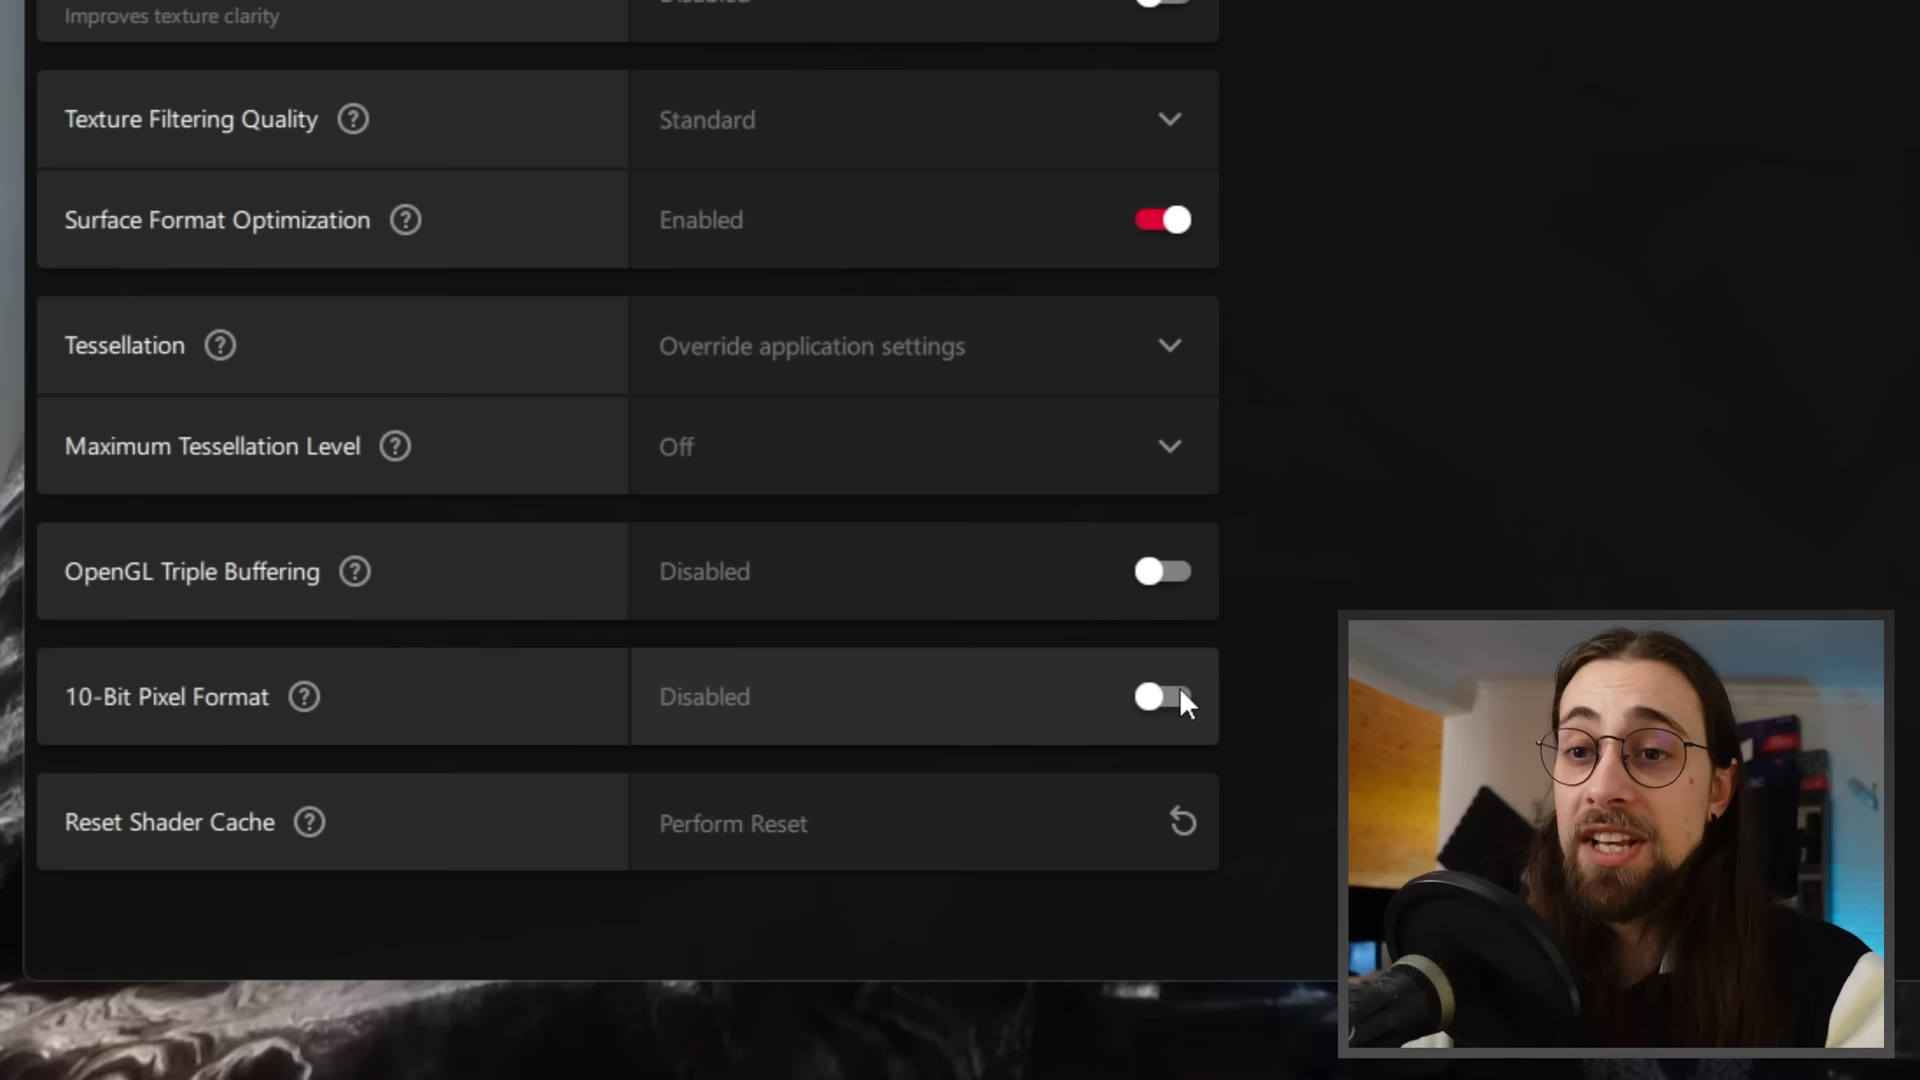 Improves texture clarity
Disabled
Texture Filtering Quality
Standard
Surface Format Optimization
Enabled
Tessellation
Override application settings
Maximum Tessellation Level
Off
OpenGL Triple Buffering
Disabled
10-Bit Pixel Format
Disabled
Reset Shader Cache
Perform Reset